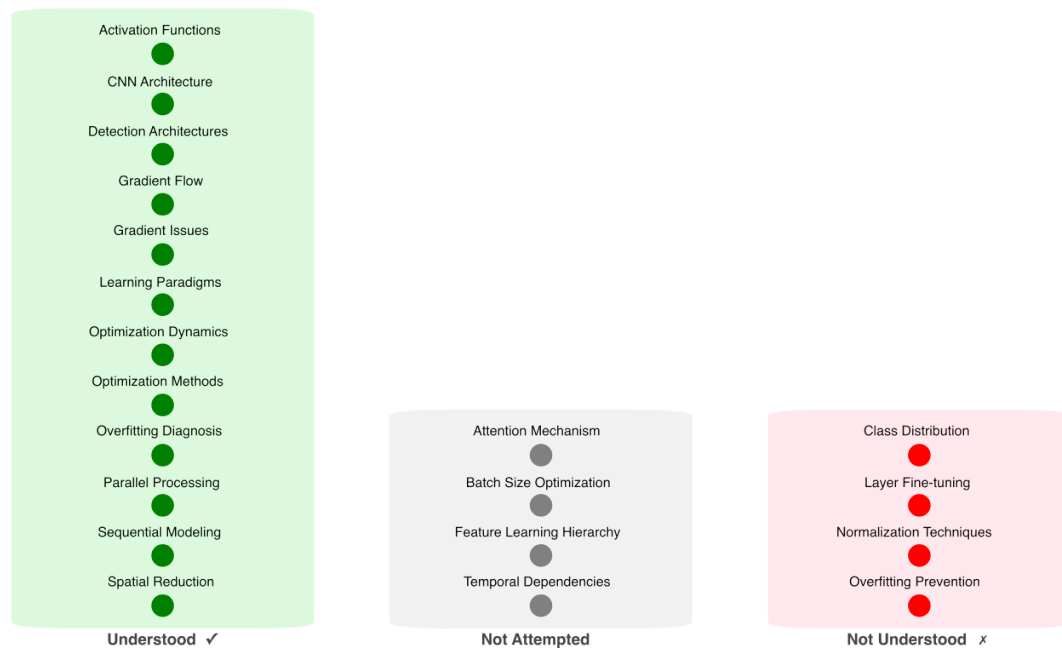 Activation Functions
CNN Architecture
Detection Architectures
Gradient Flow
Gradient Issues
Learning Paradigms
Optimization Dynamics
Optimization Methods
Overfitting Diagnosis
Parallel Processing
Sequential Modeling
Spatial Reduction
Understood ✓
Attention Mechanism
Batch Size Optimization
Feature Learning Hierarchy
Temporal Dependencies
Not Attempted
Class Distribution
Layer Fine-tuning
Normalization Techniques
Overfitting Prevention
Not Understood ✗